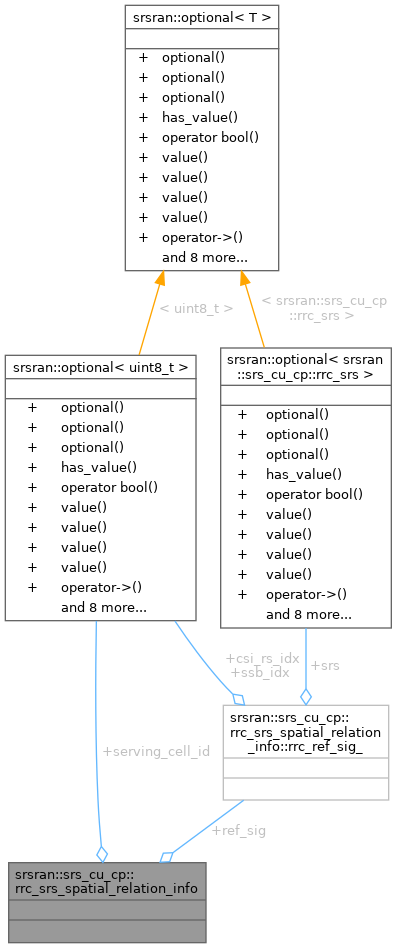 srsran::optional< T >
+ optional()
+ optional()
+ optional()
+ has_value()
+ operator bool()
+ value()
+ value()
+ value()
+ value()
+ operator->()
and 8 more...
< uint8_t >
< srsran::srs_cu_cp
::rrc_srs >
srsran::optional< uint8_t >
+ optional()
+ optional()
+ optional()
+ has_value()
+ operator bool()
+ value()
+ value()
+ value()
+ value()
+ operator->()
and 8 more...
srsran::optional< srsran
::srs_cu_cp::rrc_srs >
+ optional()
+ optional()
+ optional()
+ has_value()
+ operator bool()
+ value()
+ value()
+ value()
+ value()
+ operator->()
and 8 more...
+csi_rs_idx
+ssb_idx
+srs
srsran::srs_cu_cp::
rrc_srs_spatial_relation
_info::rrc_ref_sig_
+serving_cell_id
+ref_sig
srsran::srs_cu_cp::
rrc_srs_spatial_relation_info